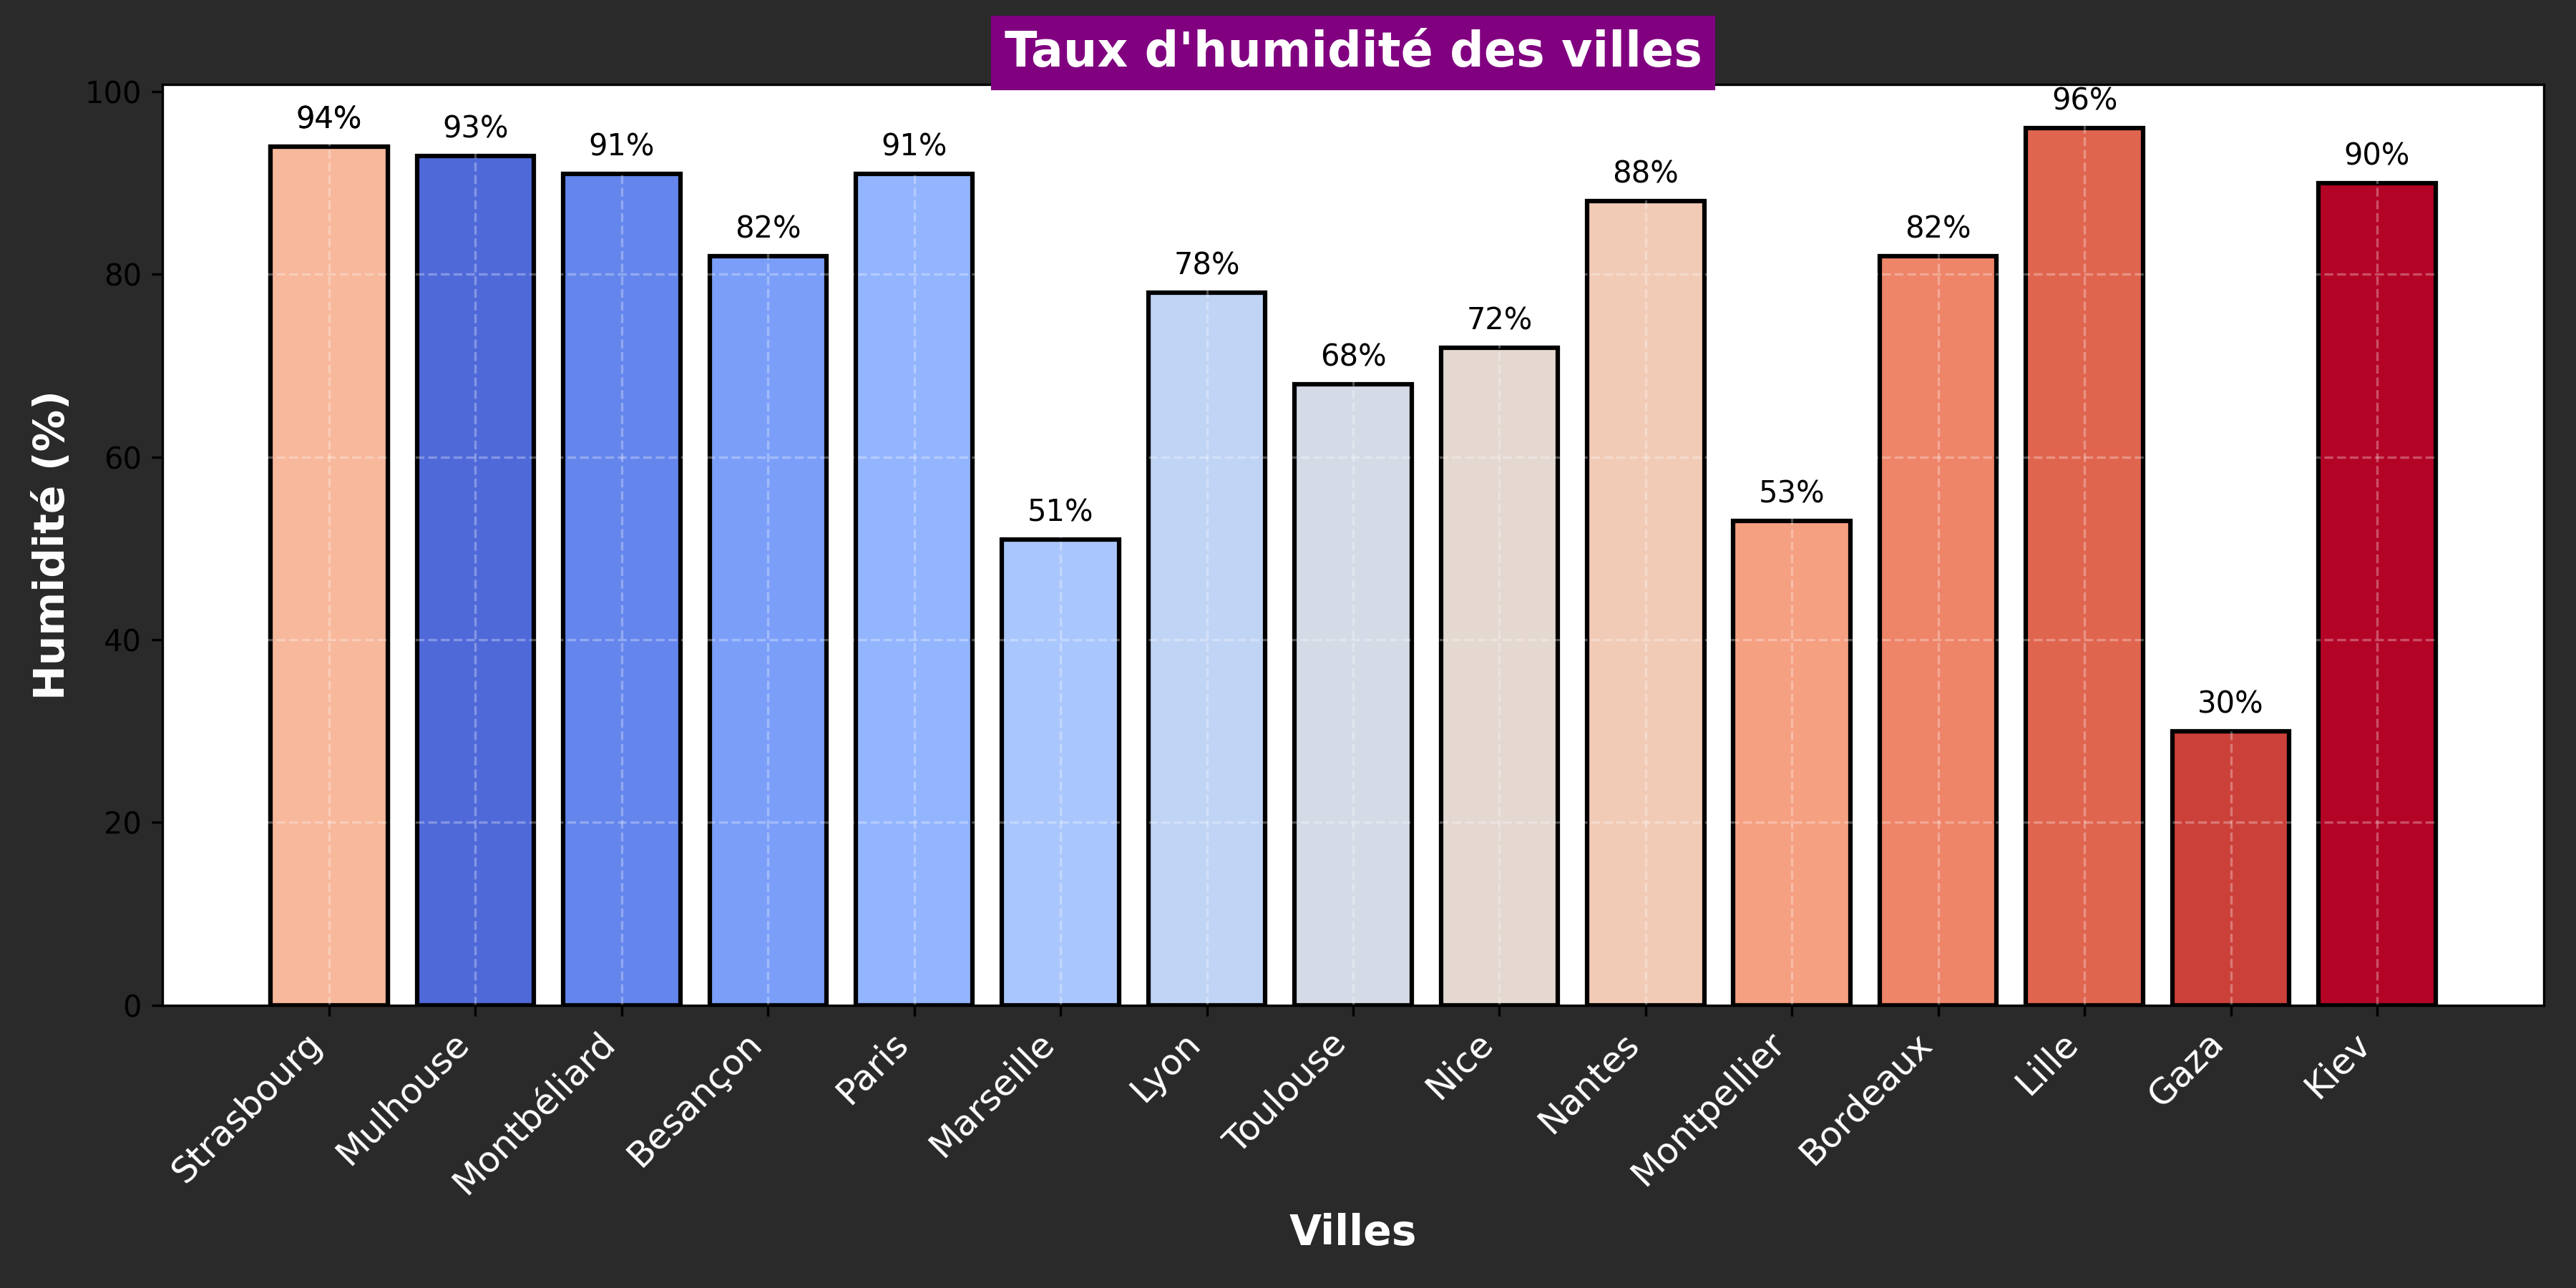 Taux d'humidité des villes
Humidité (%)
100
80
60
40
20
0
94%
93%
91%
82%
91%
51%
78%
68%
72%
88%
53%
82%
96%
30%
90%
Strasbourg
Mulhouse
Montbéliard
Besançon
Paris
Marseille
Lyon
Toulouse
Nice
Nantes
Montpellier
Bordeaux
Lille
Gaza
Kiev
Villes